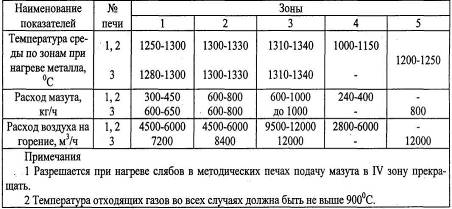 Наименование показателей № печи Зоны
1 2 3 4 5
Температура среды по зонам при нагреве металла, ⁰С
1, 2 1250-1300 1300-1330 1310-1340 1000-1150 1200-1250
3 1280-1300 1300-1330 1310-1340 -
Расход мазута, кг/ч
1, 2 300-450 600-800 600-1000 240-400 -
3 600-650 600-800 до 1000 - 800
Расход воздуха на горение, м³/ч
1, 2 4500-6000 4500-6000 9500-12000 2800-6000 -
3 7200 8400 12000 - 12000
Примечания
1 Разрешается при нагреве слябов в методических печах подачу мазута в IV зону прекращать.
2 Температура отходящих газов во всех случаях должна быть не выше 900⁰С.